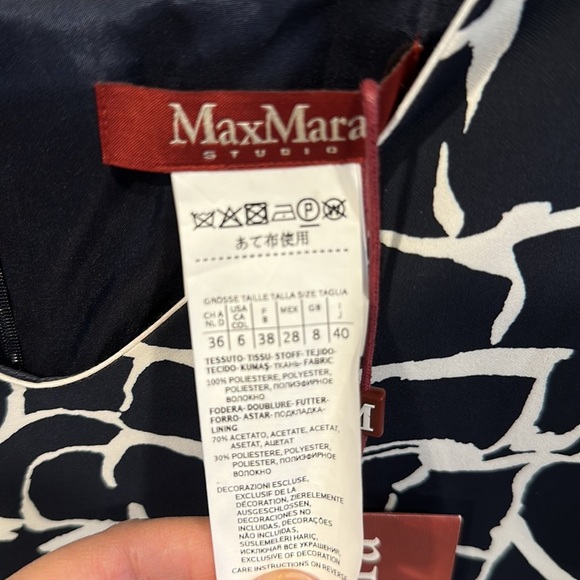 MaxMara
STUDIO
P W
あて布使用
GRÖSSE TAILLE TALLA SIZE TAGLIA
CH A NL D USA CA COL F B MEX GB I J
36 6 38 28 8 40
TESSUTO-TISSU-STOFF-TEJIDO-
TECIDO-KUMAŞ-ТКАНЬ-FABRIC
100% POLIESTERE, POLYESTER,
POLIESTER, ПОЛИЭФИРНОЕ
ВОЛОКНО
FODERA-DOUBLURE-FUTTER-
FORRO-ASTAR-ПОДКЛАДКА-
LINING
70% ACETATO, ACETATE, ACETAT,
ASETAT, АЦЕТАТ
30% POLIESTERE, POLYESTER,
POLIESTER, ПОЛИЭФИРНОЕ
ВОЛОКНО
DECORAZIONI ESCLUSE,
EXCLUSIF DE LA
DÉCORATION, ZIERELEMENTE
AUSGESCHLOSSEN,
DECORACIONES NO
INCLUIDAS, DECORAÇÕES
NÃO INCLUÍDAS,
SÜSLEMELERİ HARİÇ,
ИСКЛЮЧАЯ ВСЕ УКРАШЕНИЯ,
EXCLUSIVE OF DECORATION
CARE INSTRUCTIONS ON REVERSE
M